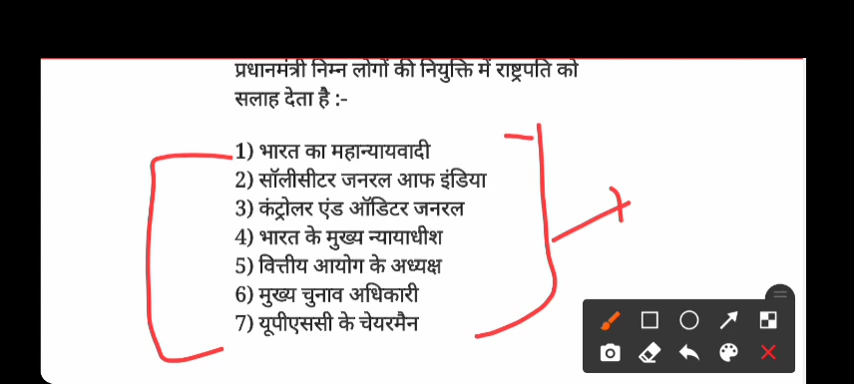 प्रधानमंत्री निम्न लोगों की नियुक्ति में राष्ट्रपति को
सलाह देता है :-
1) भारत का महान्यायवादी
2) सॉलीसीटर जनरल आफ इंडिया
3) कंट्रोलर एंड ऑडिटर जनरल
4) भारत के मुख्य न्यायाधीश
5) वित्तीय आयोग के अध्यक्ष
6) मुख्य चुनाव अधिकारी
7) यूपीएससी के चेयरमैन